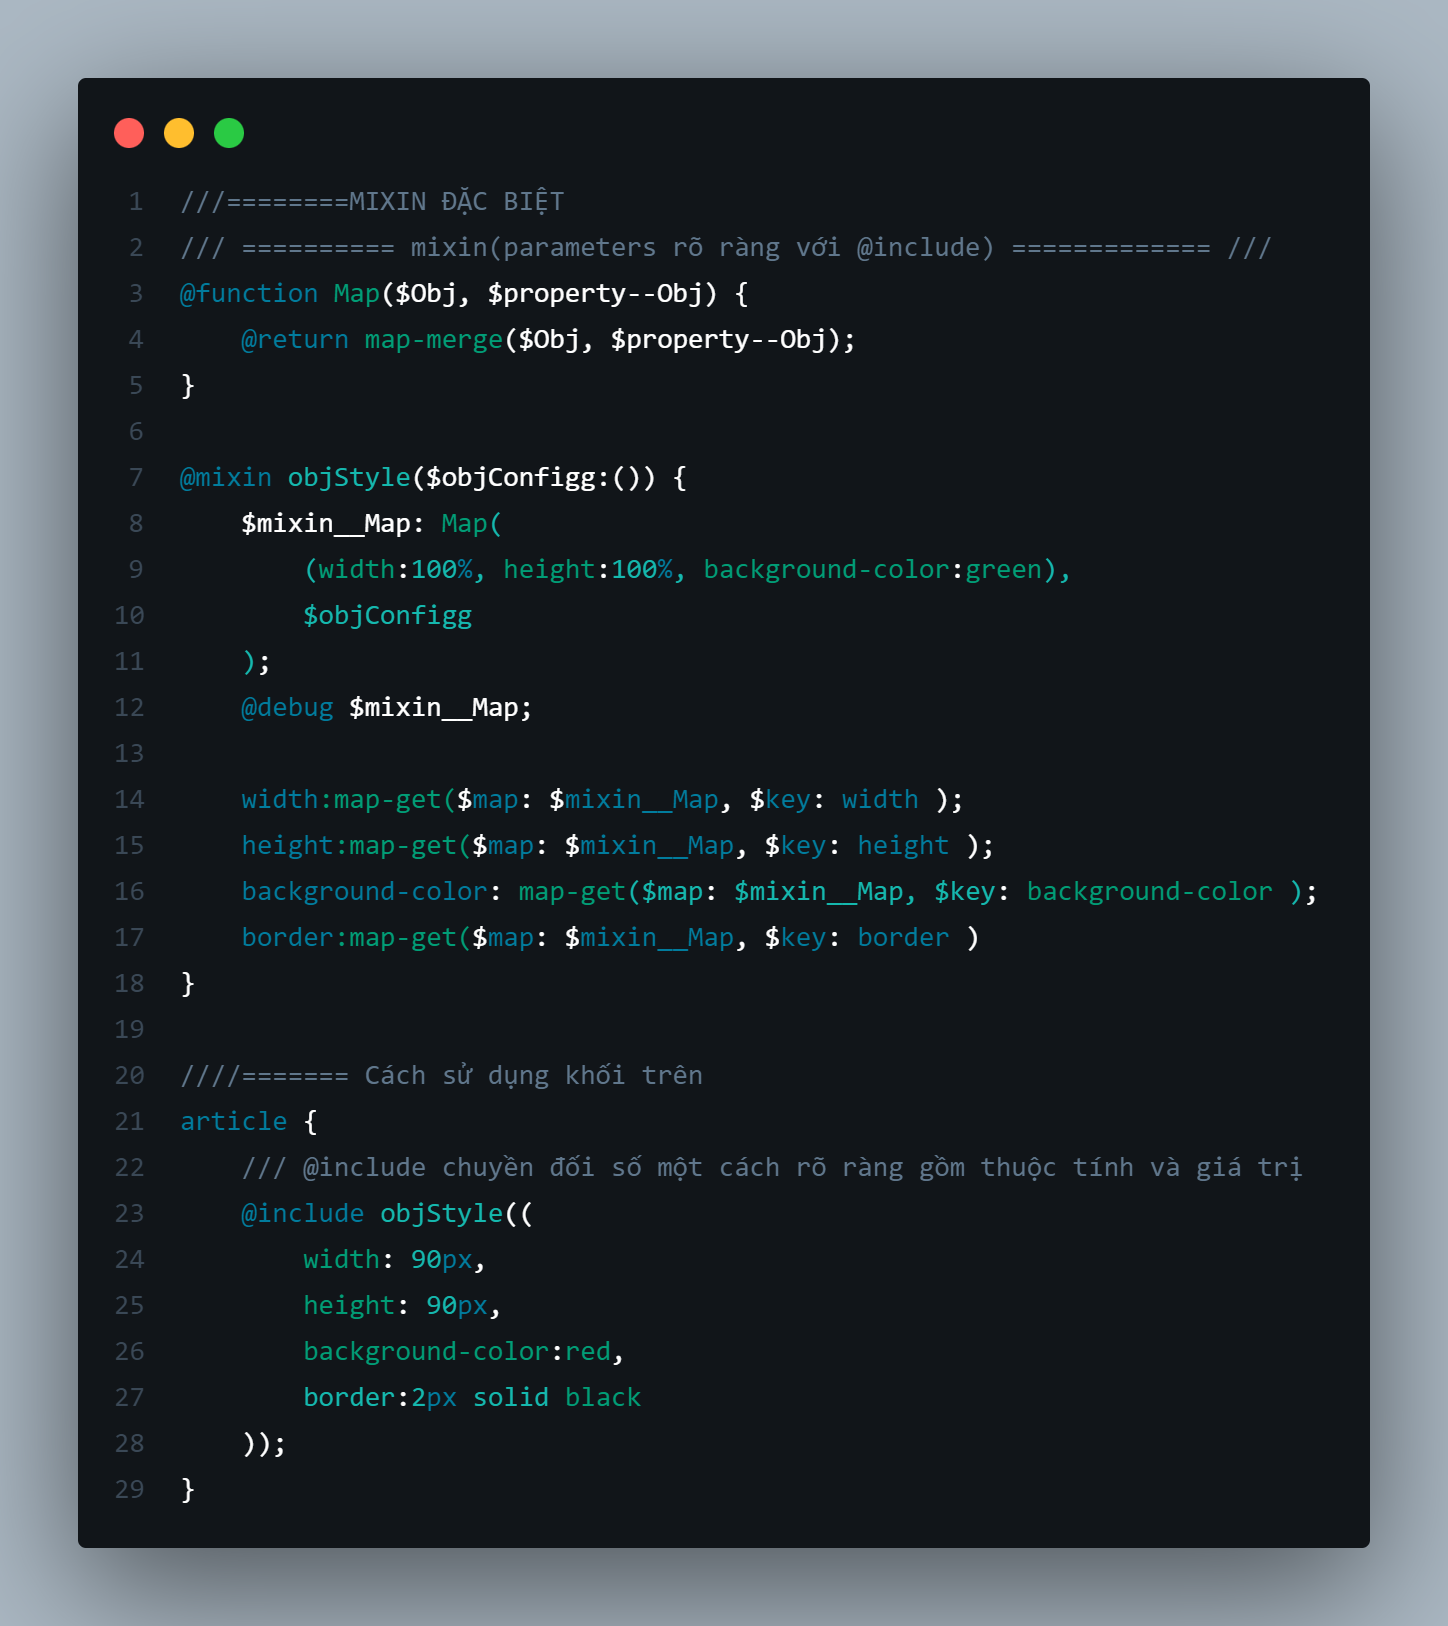 1 ///========MIXIN ĐẶC BIỆT
2 /// ========== mixin(parameters rõ ràng với @include) ============= ///
3 @function Map($Obj, $property--Obj) {
4     @return map-merge($Obj, $property--Obj);
5 }
6
7 @mixin objStyle($objConfigg:()) {
8     $mixin__Map: Map(
9         (width:100%, height:100%, background-color:green),
10         $objConfigg
11     );
12     @debug $mixin__Map;
13
14     width:map-get($map: $mixin__Map, $key: width );
15     height:map-get($map: $mixin__Map, $key: height );
16     background-color: map-get($map: $mixin__Map, $key: background-color );
17     border:map-get($map: $mixin__Map, $key: border )
18 }
19
20 ////======= Cách sử dụng khối trên
21 article {
22     /// @include chuyền đối số một cách rõ ràng gồm thuộc tính và giá trị
23     @include objStyle((
24         width: 90px,
25         height: 90px,
26         background-color:red,
27         border:2px solid black
28     ));
29 }